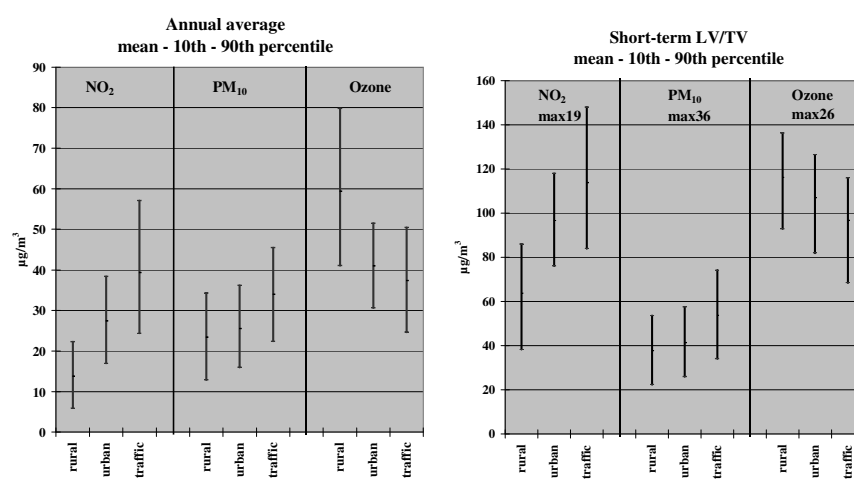 Annual average
mean - 10th - 90th percentile
90
80
70
60
50
40
30
20
10
0
µg/m³
NO₂
PM₁₀
Ozone
rural
urban
traffic
rural
urban
traffic
rural
urban
traffic
Short-term LV/TV
mean - 10th - 90th percentile
160
140
120
100
80
60
40
20
0
µg/m³
NO₂
max19
PM₁₀
max36
Ozone
max26
rural
urban
traffic
rural
urban
traffic
rural
urban
traffic